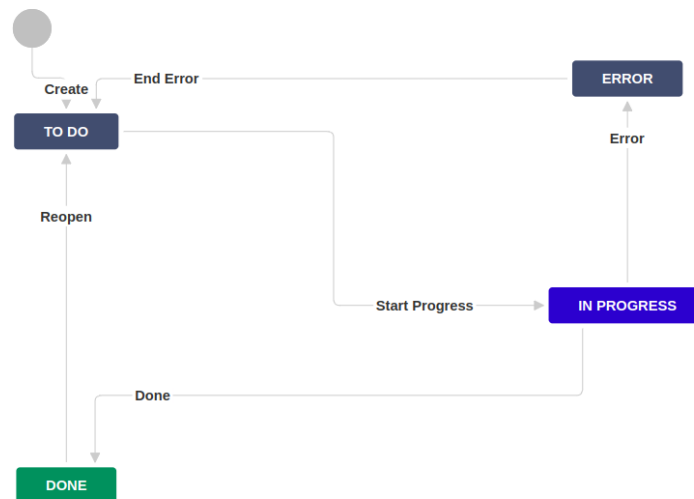 End Error
ERROR
Create
TO DO
Error
Reopen
Start Progress
IN PROGRESS
Done
DONE